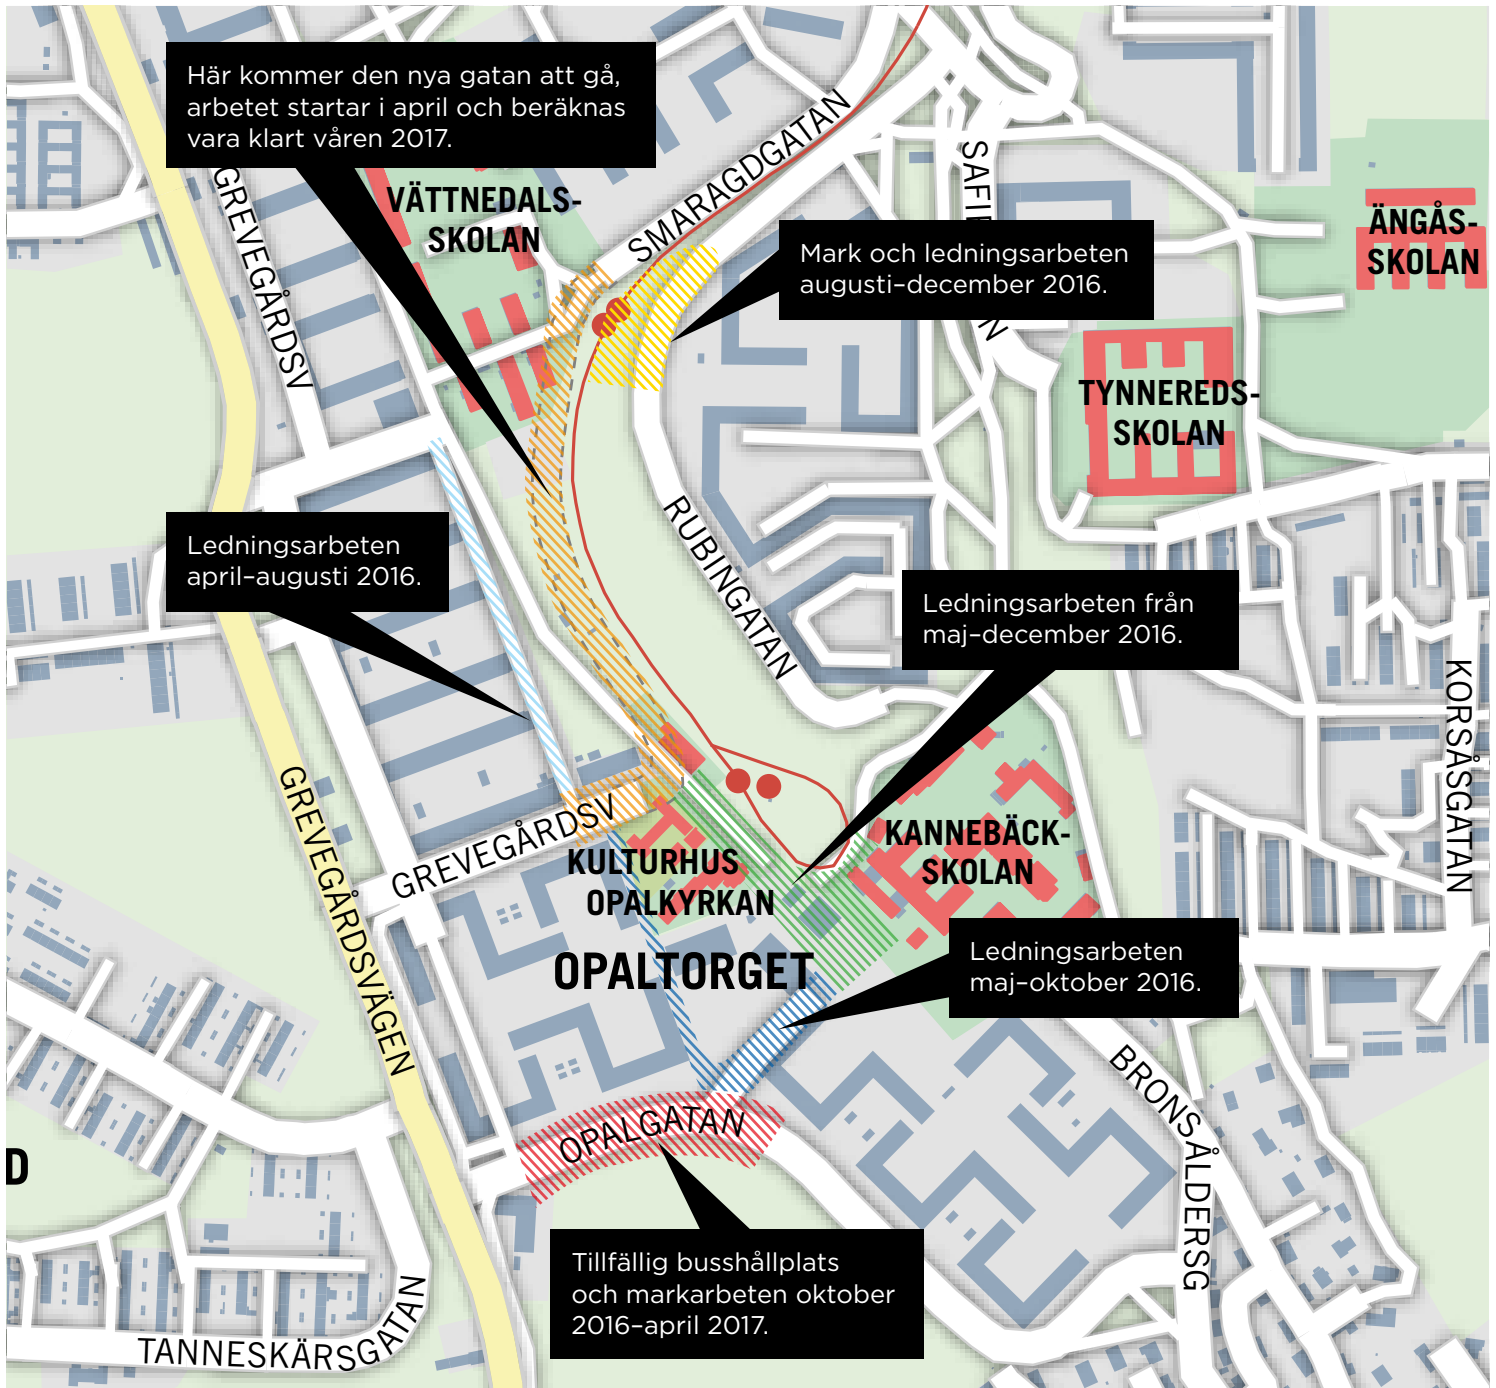 Här kommer den nya gatan att gå,
arbetet startar i april och beräknas
vara klart våren 2017.
GREVEGÅRDSV
VÄTTNEDALS-
SKOLAN
SMARAGDGATAN
ÄNGÅS-
SKOLAN
Mark och ledningsarbeten
augusti–december 2016.
TYNNEREDS-
SKOLAN
RUBINGATAN
Ledningsarbeten
april–augusti 2016.
Ledningsarbeten från
maj–december 2016.
KORSÅSGATAN
GREVEGÅRDSVÄGEN
GREVEGÅRDSV
KULTURHUS
OPALKYRKAN
KANNEBÄCK-
SKOLAN
OPALTORGET
Ledningsarbeten
maj–oktober 2016.
BRONSÅLDERSG
OPALGATAN
D
Tillfällig busshållplats
och markarbeten oktober
2016–april 2017.
TANNESKÄRSGATAN